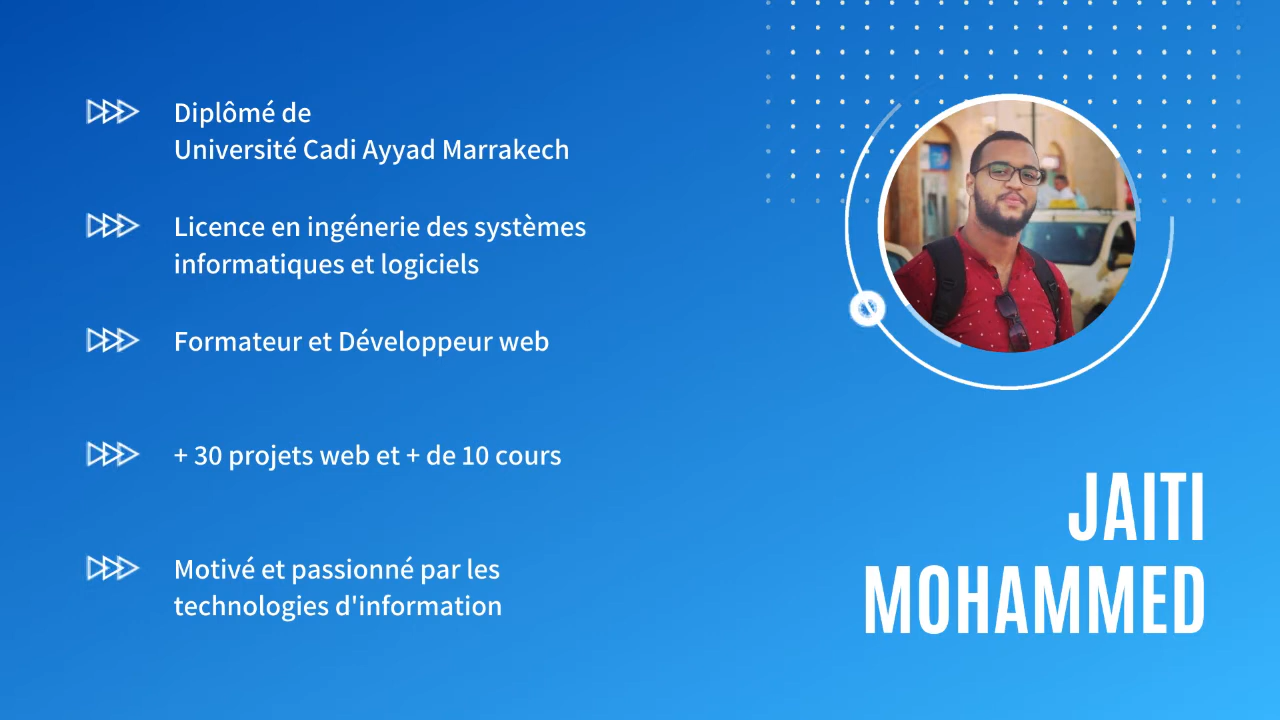 Diplômé de
Université Cadi Ayyad Marrakech
Licence en ingénerie des systèmes
informatiques et logiciels
Formateur et Développeur web
+ 30 projets web et + de 10 cours
Motivé et passionné par les
technologies d'information
JAITI
MOHAMMED